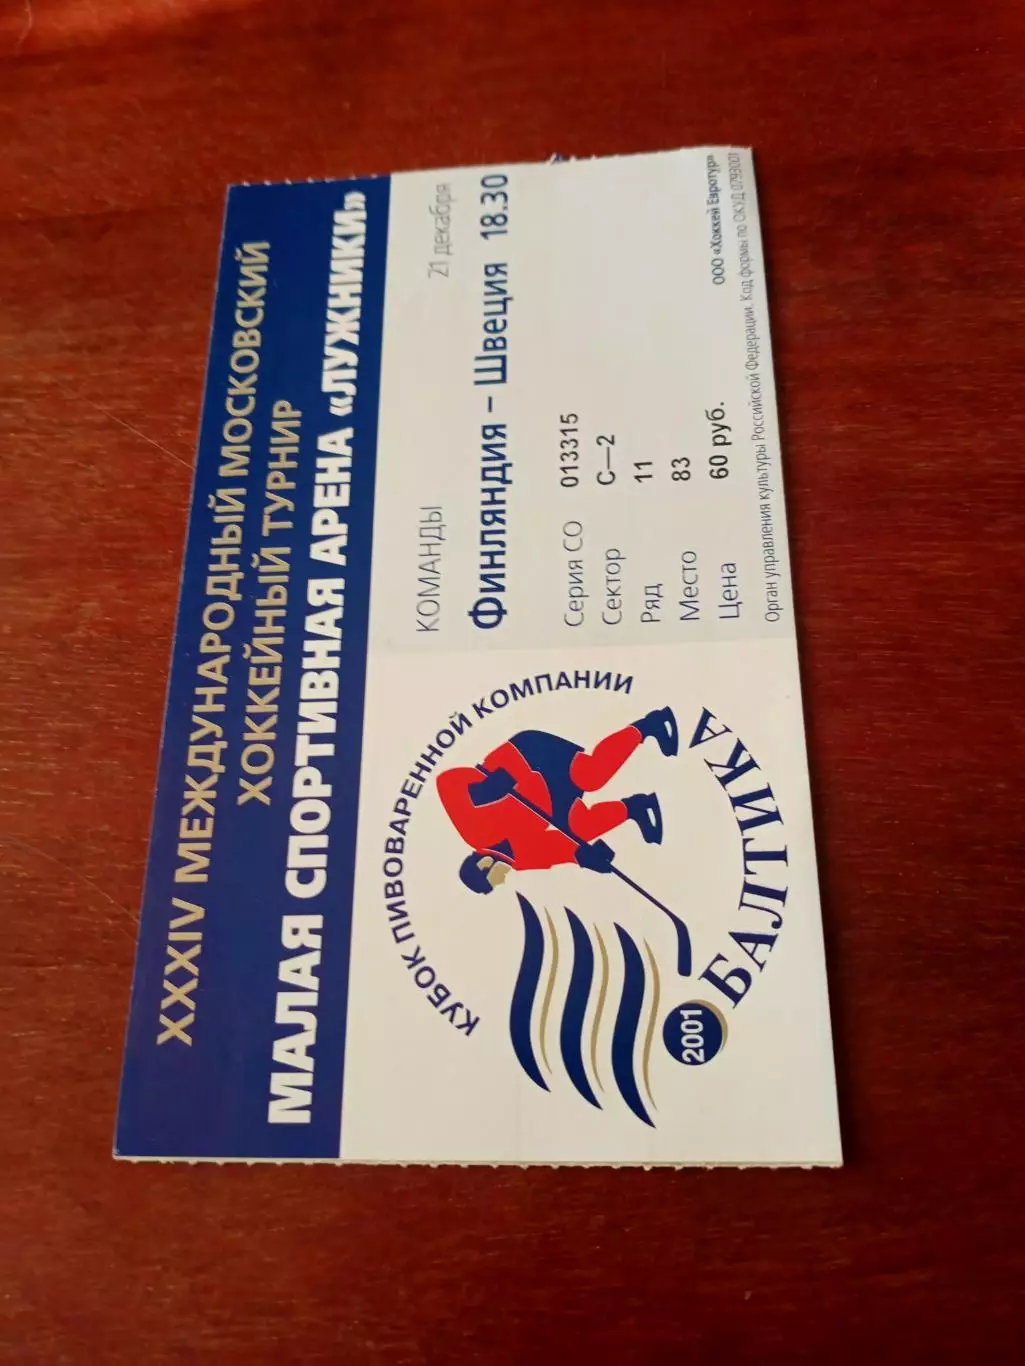 XXXIV МЕЖДУНАРОДНЫЙ МОСКОВСКИЙ
ХОККЕЙНЫЙ ТУРНИР
МАЛАЯ СПОРТИВНАЯ АРЕНА «ЛУЖНИКИ»
КУБОК ПИВОВАРЕННОЙ КОМПАНИИ
БАЛТИКА
2001
КОМАНДЫ 21 декабря
Финляндия – Швеция 18.30
Серия СО 013315
Сектор С—2
Ряд 11
Место 83
Цена 60 руб.
ООО «Хоккей Евротур»
Орган управления культуры Российской Федерации. Код формы по ОКУД 0793001